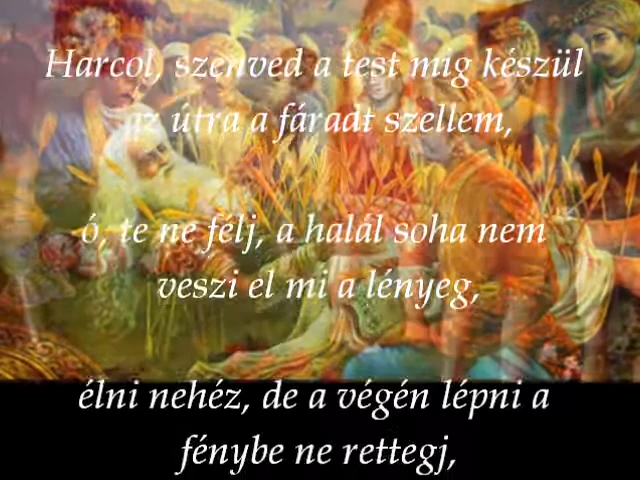 Harcol, szenved a test mig készül
az útra a fáradt szellem,
ó, te ne félj, a halál soha nem
veszi el mi a lényeg,
élni nehéz, de a végén lépni a
fénybe ne rettegj,